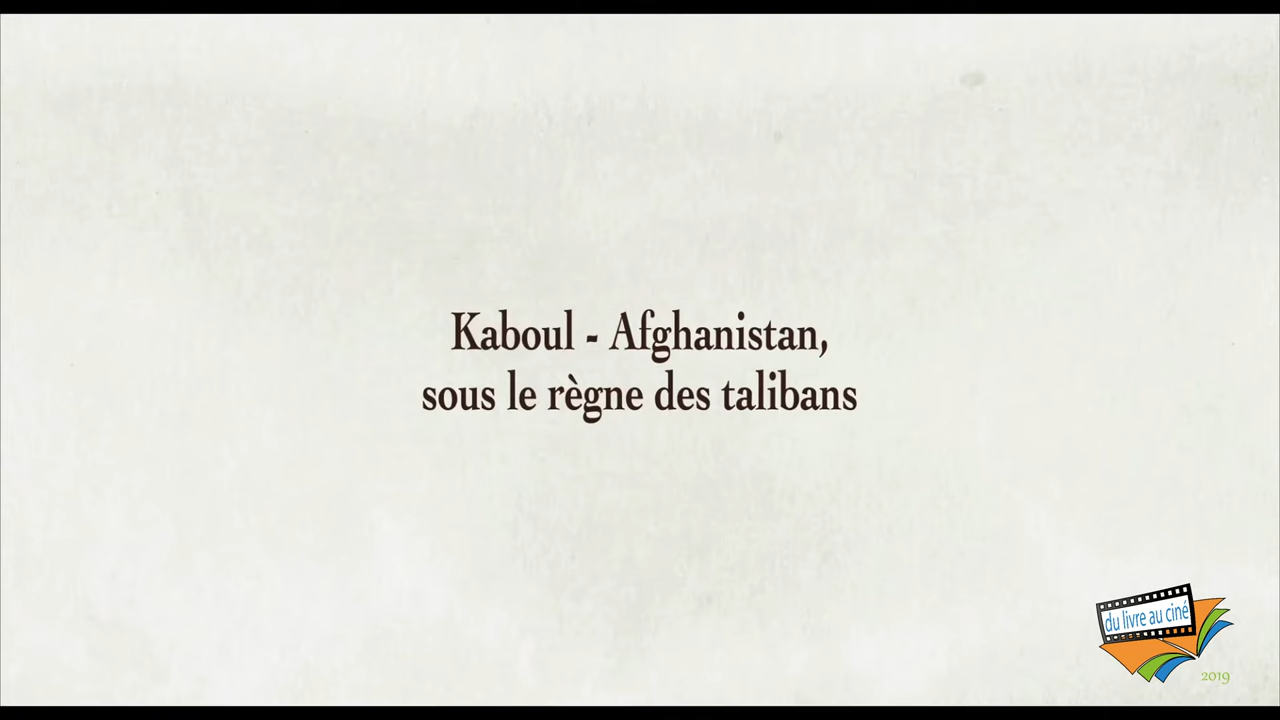 Kaboul - Afghanistan,
sous le règne des talibans
du livre au ciné
2019